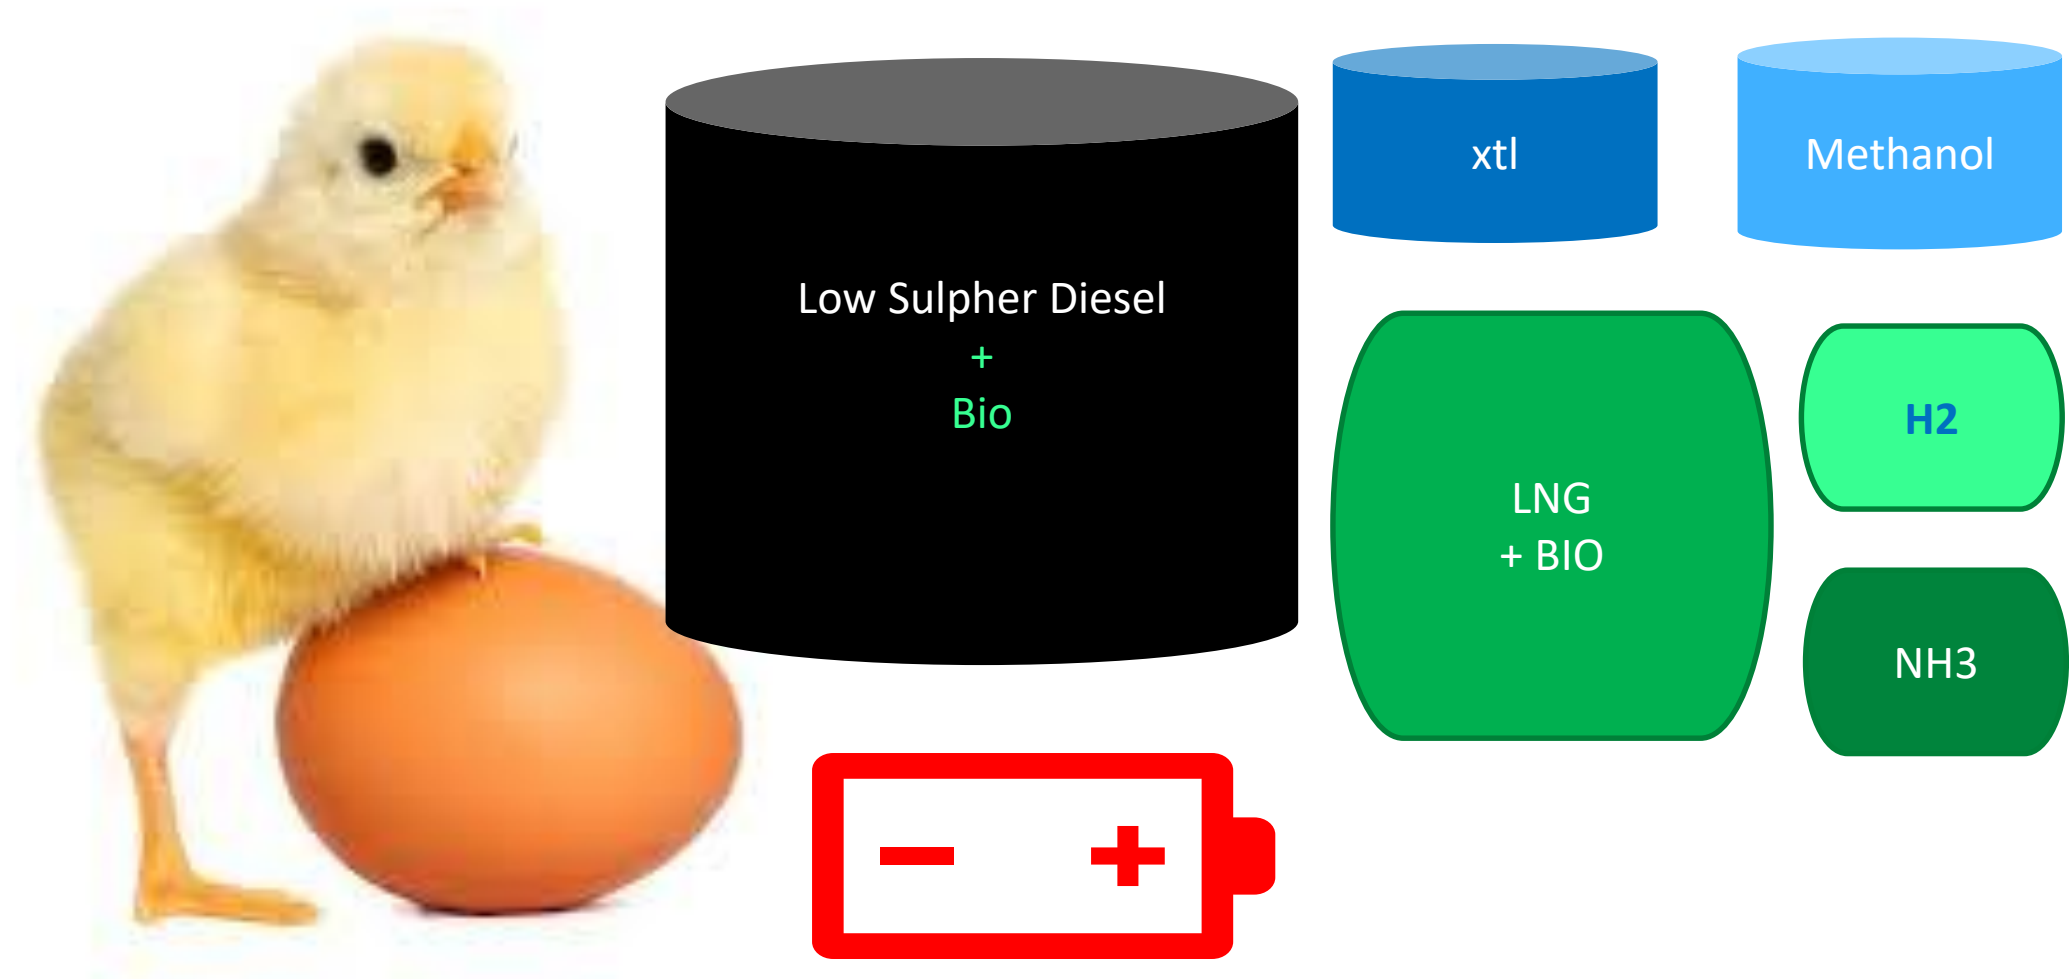 Low Sulpher Diesel
+
Bio
xtl
Methanol
LNG
+ BIO
H2
NH3